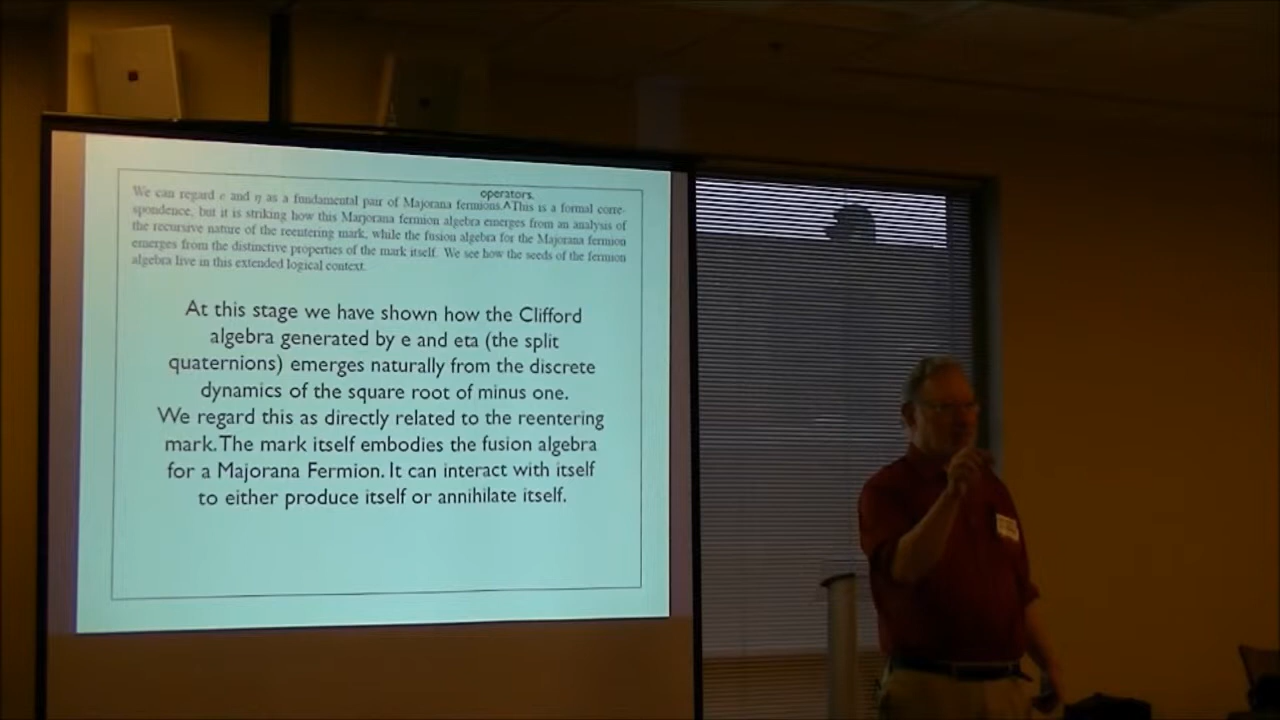 operators.
We can regard e and η as a fundamental pair of Majorana fermions.^This is a formal corre-
spondence, but it is striking how this Marjorana fermion algebra emerges from an analysis of
the recursive nature of the reentering mark, while the fusion algebra for the Majorana fermion
emerges from the distinctive properties of the mark itself. We see how the seeds of the fermion
algebra live in this extended logical context.
At this stage we have shown how the Clifford
algebra generated by e and eta (the split
quaternions) emerges naturally from the discrete
dynamics of the square root of minus one.
We regard this as directly related to the reentering
mark. The mark itself embodies the fusion algebra
for a Majorana Fermion. It can interact with itself
to either produce itself or annihilate itself.